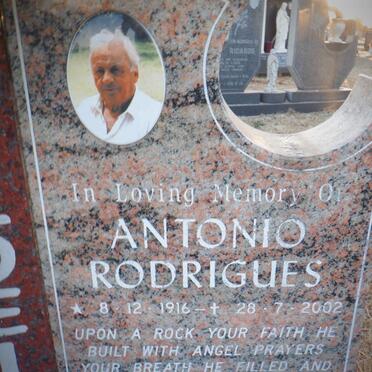 In Loving Memory Of
ANTONIO
RODRIGUES
★ 8 · 12 · 1916 - ✝ 28 · 7 · 2002
UPON A ROCK YOUR FAITH HE
BUILT WITH ANGEL PRAYERS
YOUR BREATH HE FILLED AND